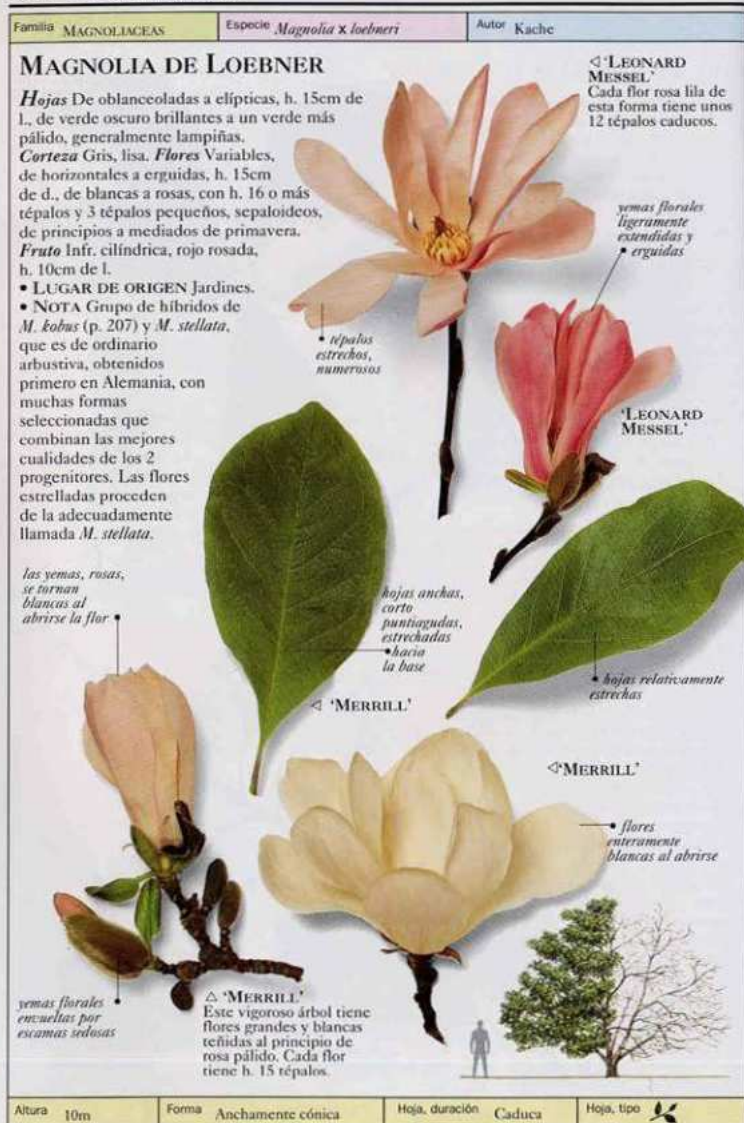 Familia MAGNOLIACEAS
Especie Magnolia x loebneri
Autor Kache
MAGNOLIA DE LOEBNER
Hojas De oblanceoladas a elípticas, h. 15cm de
l., de verde oscuro brillantes a un verde más
pálido, generalmente lampiñas.
Corteza Gris, lisa. Flores Variables,
de horizontales a erguidas, h. 15cm
de d., de blancas a rosas, con h. 16 o más
tépalos y 3 tépalos pequeños, sepaloideos,
de principios a mediados de primavera.
Fruto Infr. cilíndrica, rojo rosada,
h. 10cm de l.
• LUGAR DE ORIGEN Jardines.
• NOTA Grupo de híbridos de
M. kobus (p. 207) y M. stellata,
que es de ordinario
arbustiva, obtenidos
primero en Alemania, con
muchas formas
seleccionadas que
combinan las mejores
cualidades de los 2
progenitores. Las flores
estrelladas proceden
de la adecuadamente
llamada M. stellata.
◁ ‘LEONARD
MESSEL’
Cada flor rosa lila de
esta forma tiene unos
12 tépalos caducos.
yemas florales
ligeramente
extendidas y
• erguidas
• tépalos
estrechos,
numerosos
‘LEONARD
MESSEL’
las yemas, rosas,
se tornan
blancas al
abrirse la flor •
hojas anchas,
corto
puntiagudas,
estrechadas
• hacia
la base
• hojas relativamente
estrechas
◁ ‘MERRILL’
◁ ‘MERRILL’
• flores
enteramente
blancas al abrirse
yemas florales •
envueltas por
escamas sedosas
△ ‘MERRILL’
Este vigoroso árbol tiene
flores grandes y blancas
teñidas al principio de
rosa pálido. Cada flor
tiene h. 15 tépalos.
Altura 10m
Forma Anchamente cónica
Hoja, duración Caduca
Hoja, tipo